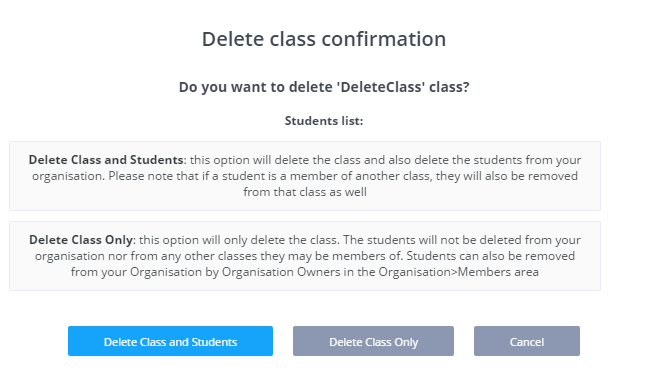 Delete class confirmation
Do you want to delete 'DeleteClass' class?
Students list:
Delete Class and Students: this option will delete the class and also delete the students from your
organisation. Please note that if a student is a member of another class, they will also be removed
from that class as well
Delete Class Only: this option will only delete the class. The students will not be deleted from your
organisation nor from any other classes they may be members of. Students can also be removed
from your Organisation by Organisation Owners in the Organisation>Members area
Delete Class and Students
Delete Class Only
Cancel